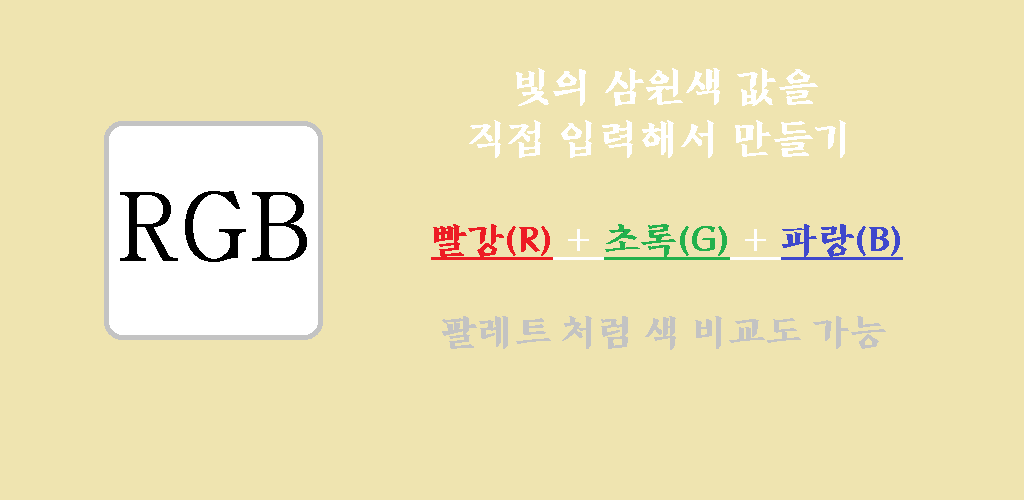 RGB
빛의 삼원색 값을
직접 입력해서 만들기
빨강(R) + 초록(G) + 파랑(B)
팔레트 처럼 색 비교도 가능